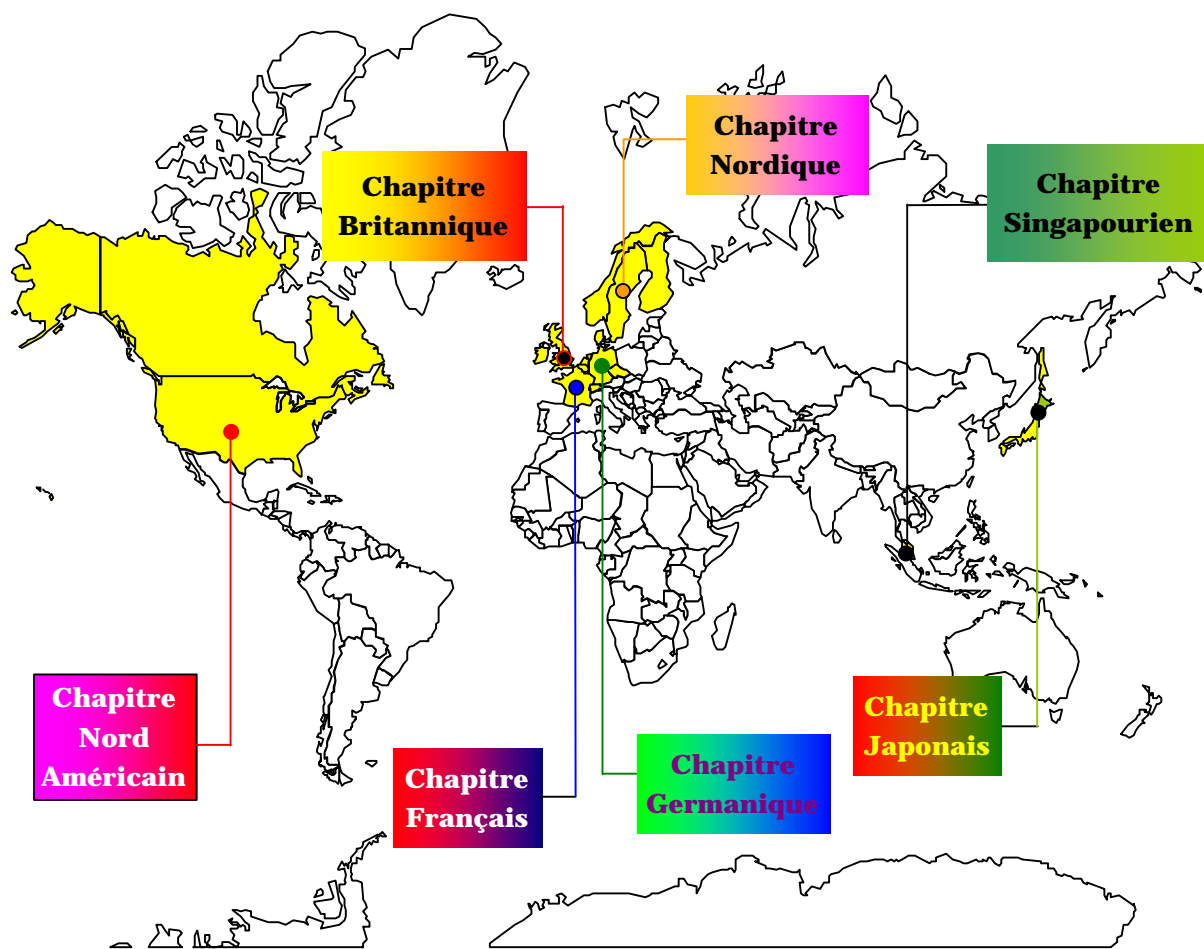 Chapitre
Nordique
Chapitre
Britannique
Chapitre
Singapourien
Chapitre
Nord
Américain
Chapitre
Français
Chapitre
Germanique
Chapitre
Japonais